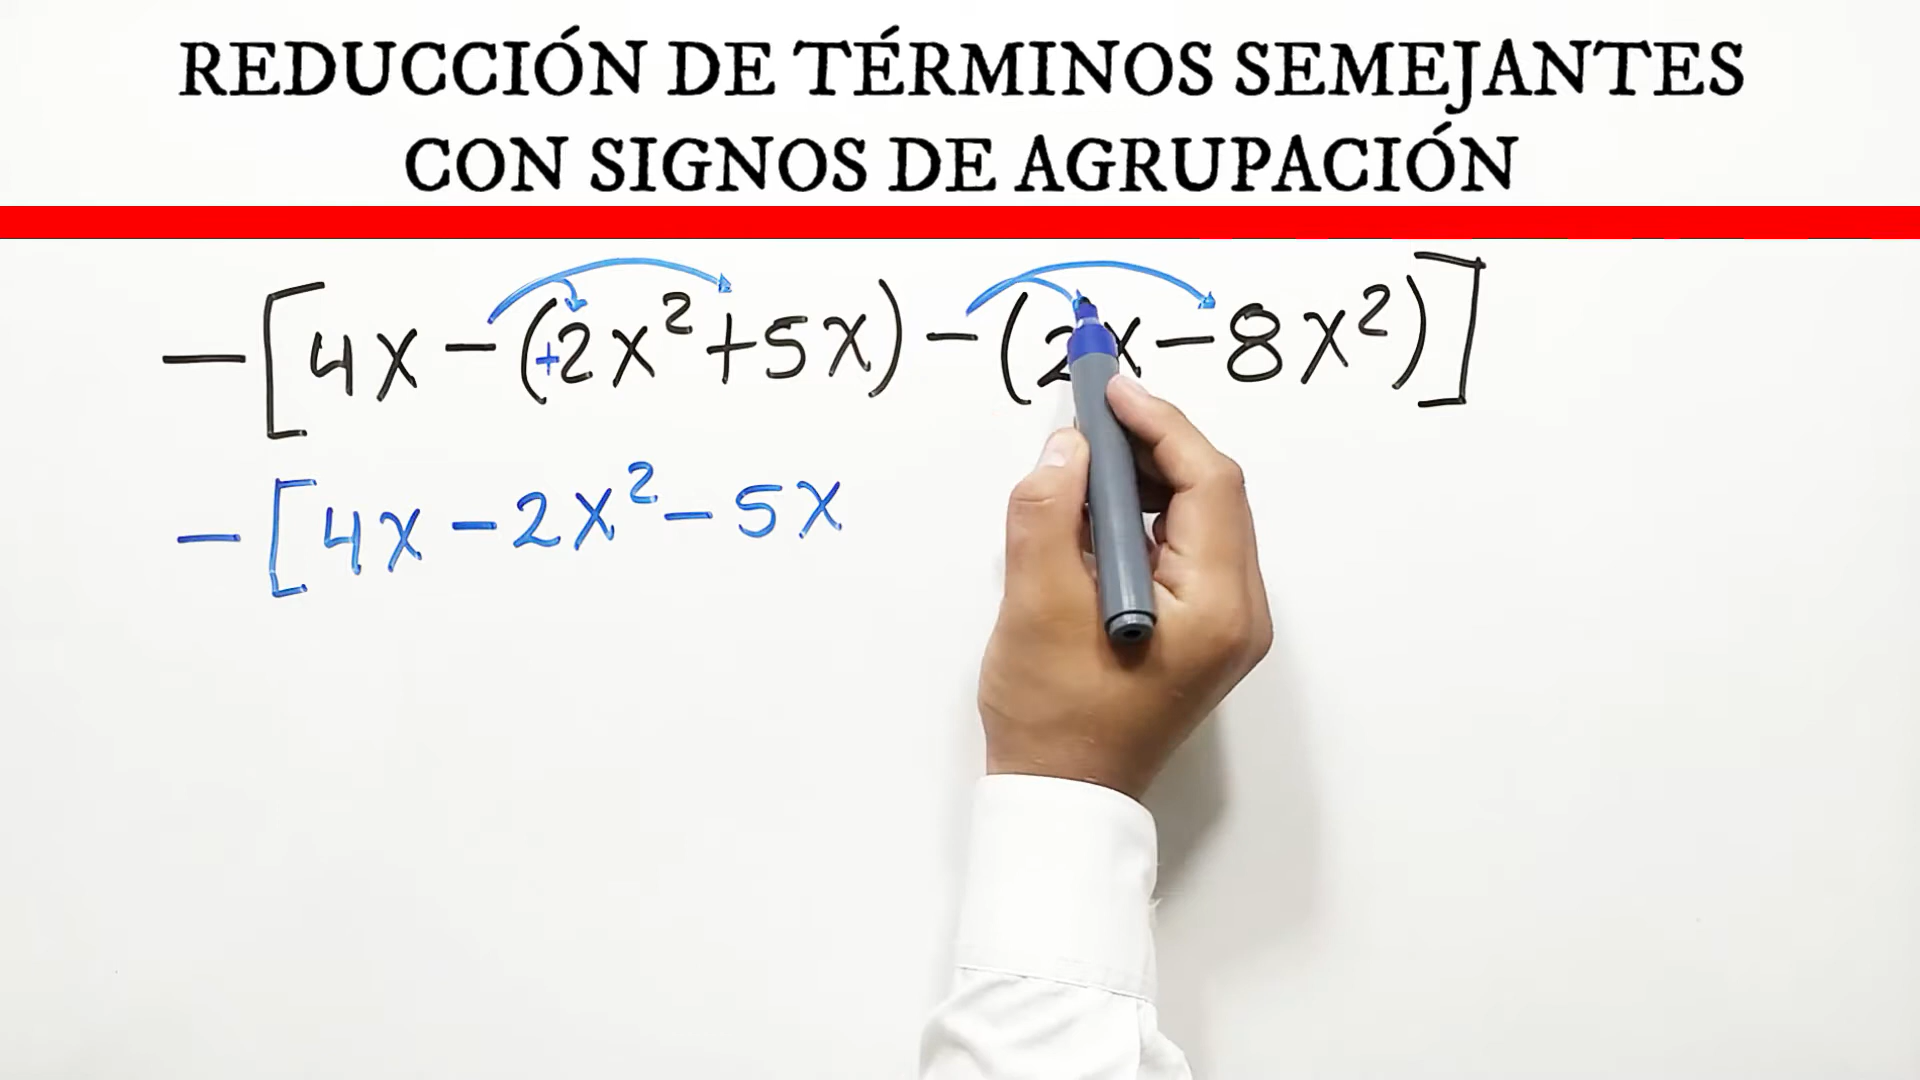 REDUCCIÓN DE TÉRMINOS SEMEJANTES
CON SIGNOS DE AGRUPACIÓN
-[4x-(+2x²+5x)-(2x-8x²)]
-[4x-2x²-5x